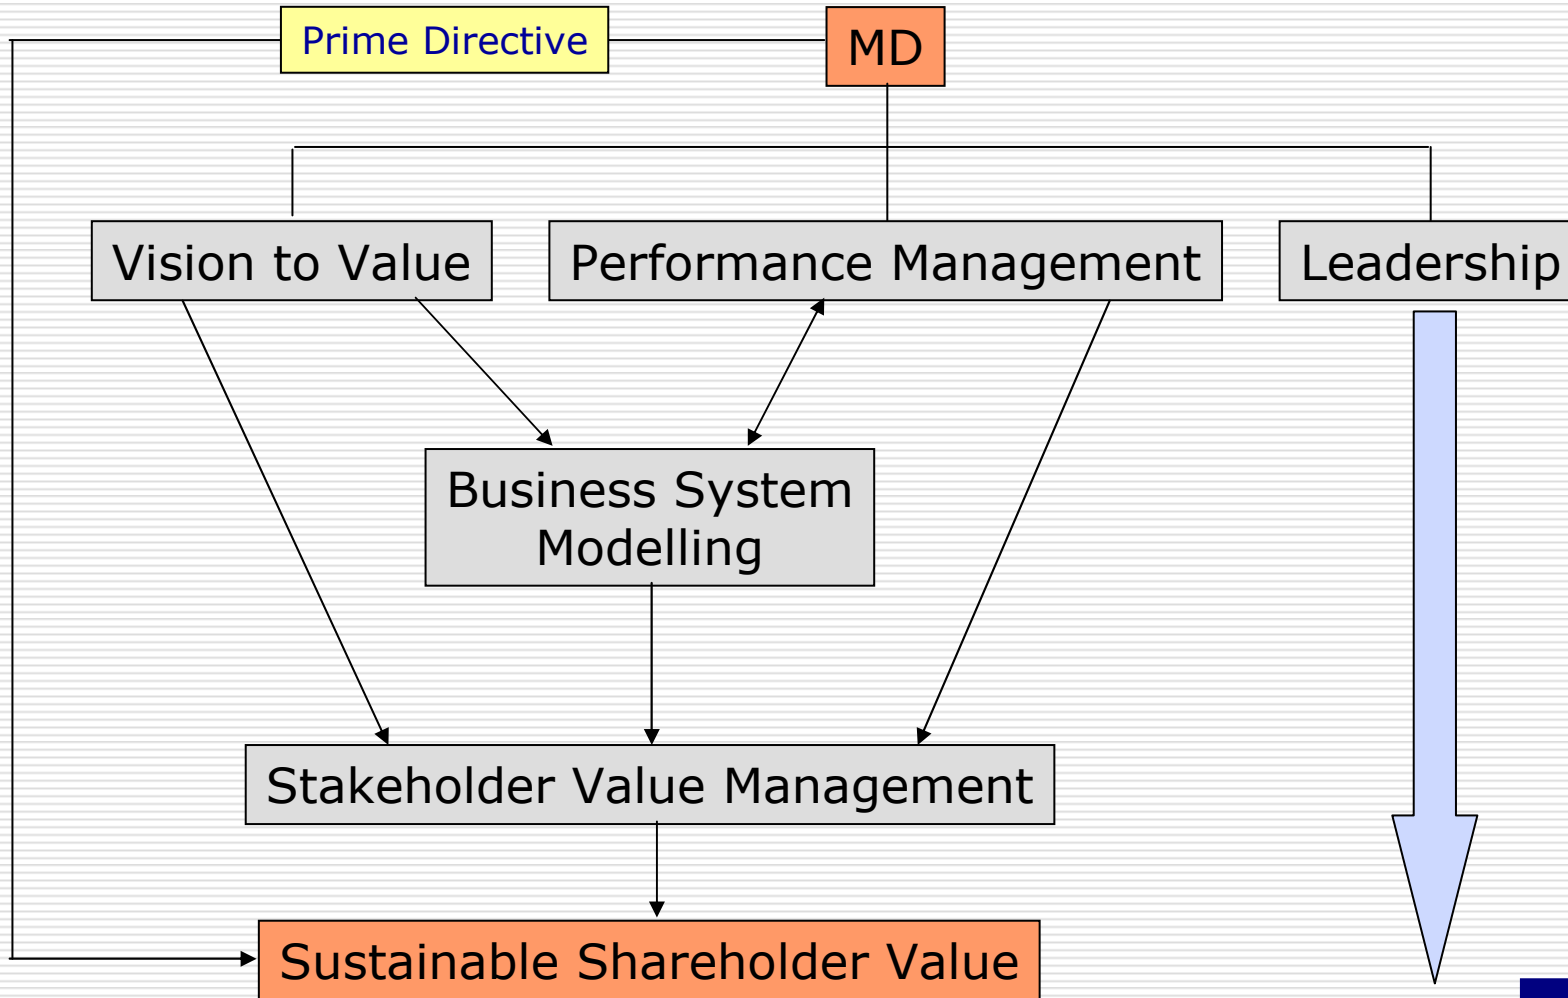 Prime Directive
MD
Vision to Value
Performance Management
Leadership
Business System
Modelling
Stakeholder Value Management
Sustainable Shareholder Value